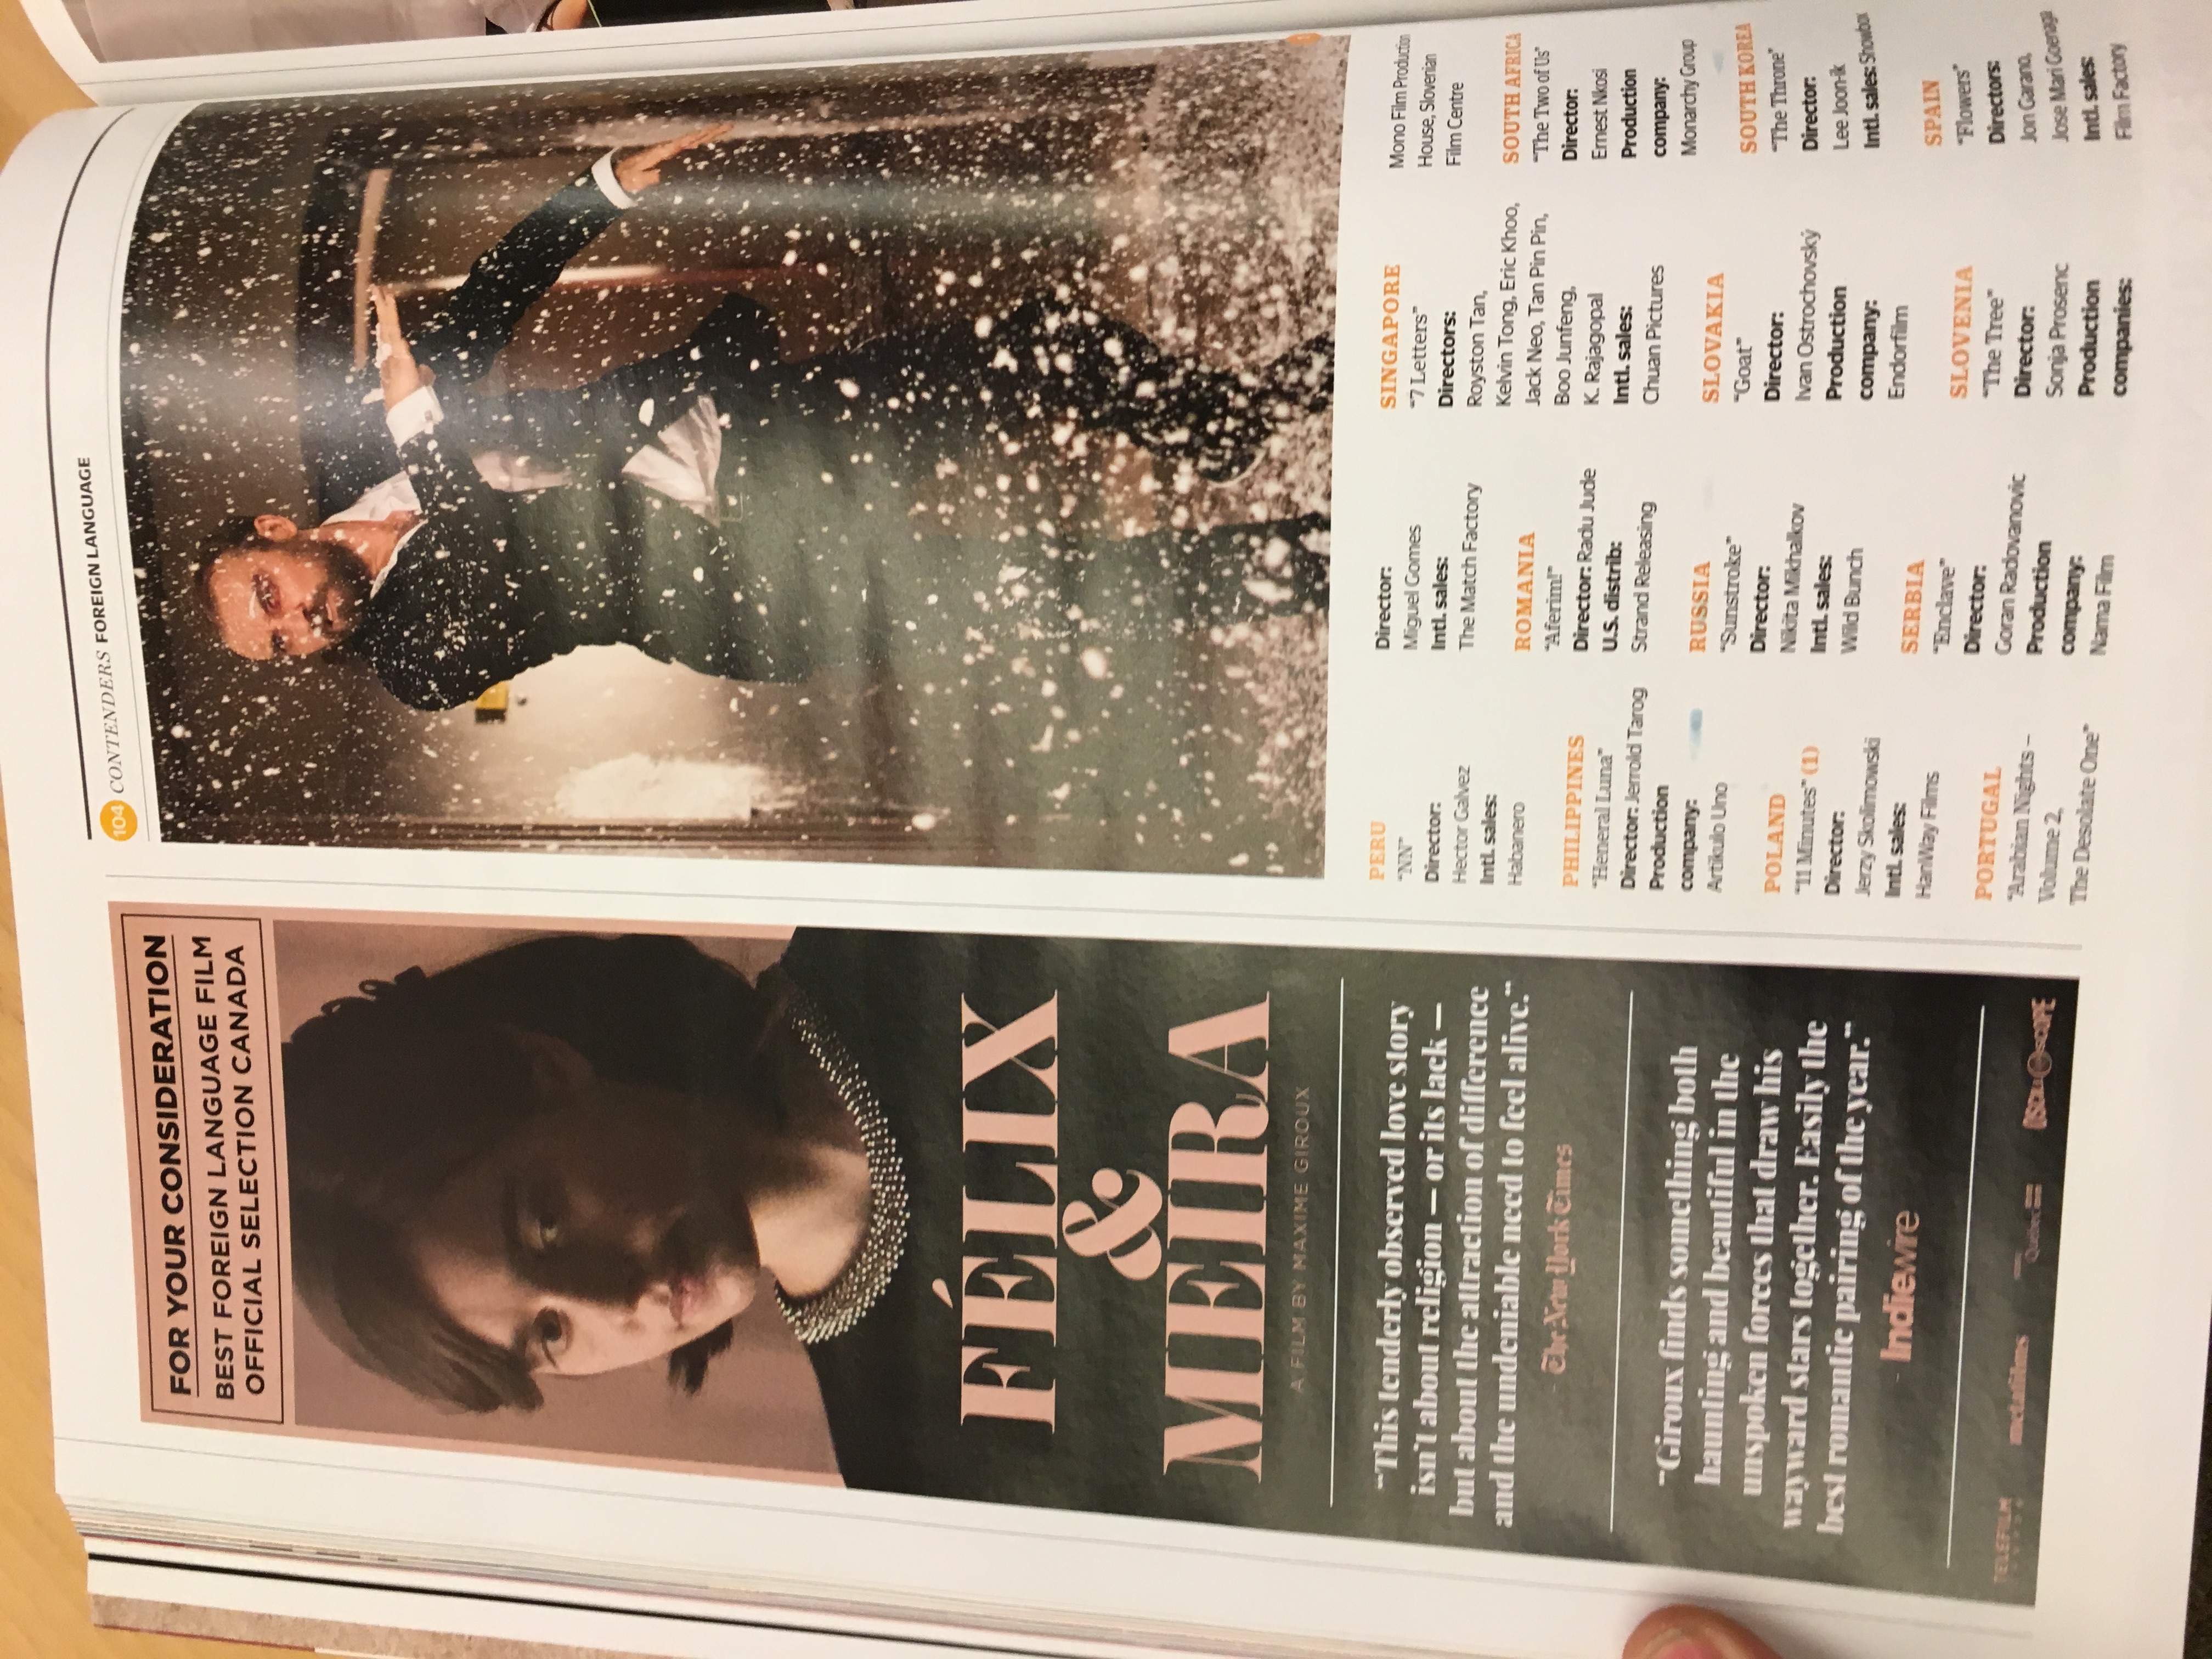 FOR YOUR CONSIDERATION
BEST FOREIGN LANGUAGE FILM
OFFICIAL SELECTION CANADA
FÉLIX
&
MEIRA
A FILM BY MAXIME GIROUX
“This tenderly observed love story
isn’t about religion — or its lack —
but about the attraction of difference
and the undeniable need to feel alive.”
- The New York Times
“Giroux finds something both
haunting and beautiful in the
unspoken forces that draw his
wayward stars together. Easily the
best romantic pairing of the year.”
- Indiewire
TELEFILM
metafilms
Québec
OSCILLOSCOPE
104 CONTENDERS FOREIGN LANGUAGE
PERU
“NN”
Director:
Hector Galvez
Intl. sales:
Habanero
PHILIPPINES
“Heneral Luna”
Director: Jerrold Tarog
Production
company:
Artikulo Uno
POLAND
“11 Minutes” (1)
Director:
Jerzy Skolimowski
Intl. sales:
HanWay Films
PORTUGAL
“Arabian Nights –
Volume 2,
The Desolate One”
Director:
Miguel Gomes
Intl. sales:
The Match Factory
ROMANIA
“Aferim!”
Director: Radu Jude
U.S. distrib:
Strand Releasing
RUSSIA
“Sunstroke”
Director:
Nikita Mikhalkov
Intl. sales:
Wild Bunch
SERBIA
“Enclave”
Director:
Goran Radovanovic
Production
company:
Nama Film
SINGAPORE
“7 Letters”
Directors:
Royston Tan,
Kelvin Tong, Eric Khoo,
Jack Neo, Tan Pin Pin,
Boo Junfeng,
K. Rajagopal
Intl. sales:
Chuan Pictures
SLOVAKIA
“Goat”
Director:
Ivan Ostrochovský
Production
company:
Endorfilm
SLOVENIA
“The Tree”
Director:
Sonja Prosenc
Production
companies:
Mono Film Production
House, Slovenian
Film Centre
SOUTH AFRICA
“The Two of Us”
Director:
Ernest Nkosi
Production
company:
Monarchy Group
SOUTH KOREA
“The Throne”
Director:
Lee Joon-ik
Intl. sales: Showbox
SPAIN
“Flowers”
Directors:
Jon Garano,
Jose Mari Goenaga
Intl. sales:
Film Factory